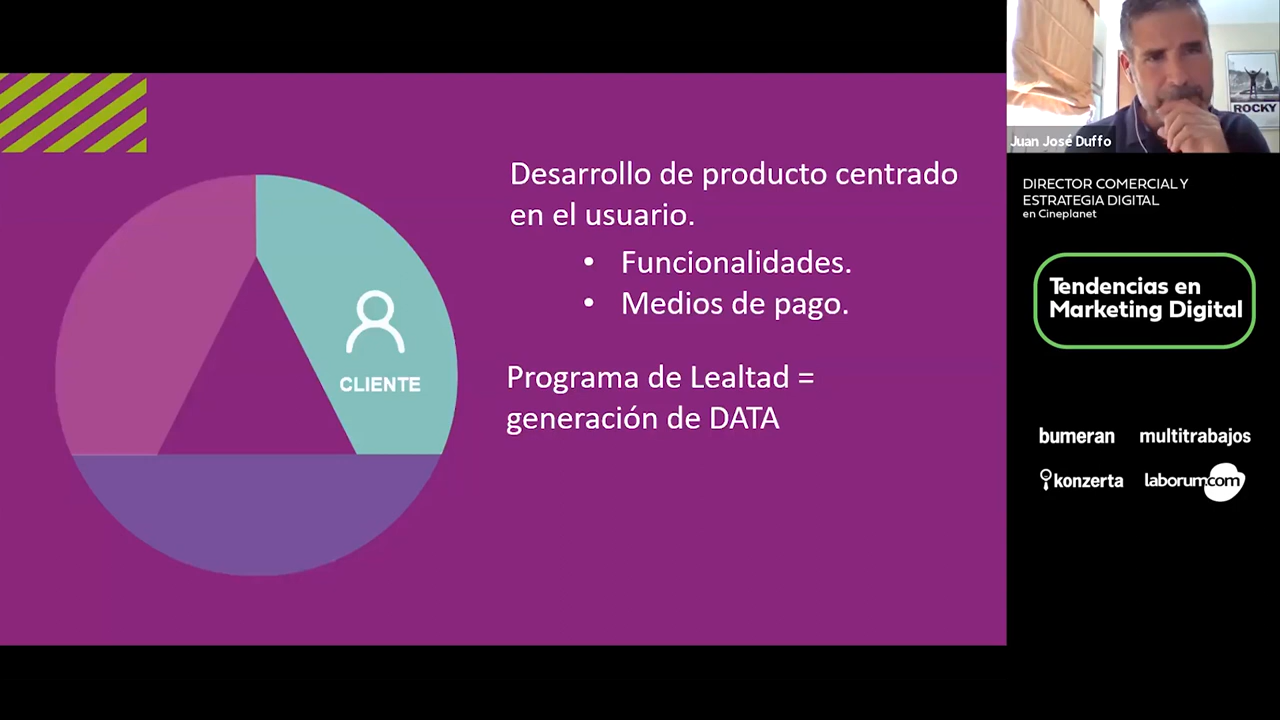 CLIENTE
Desarrollo de producto centrado
en el usuario.
• Funcionalidades.
• Medios de pago.
Programa de Lealtad =
generación de DATA
ROCKY
Juan José Duffo
DIRECTOR COMERCIAL Y
ESTRATEGIA DIGITAL
en Cineplanet
Tendencias en
Marketing Digital
bumeran multitrabajos
konzerta laborum.com